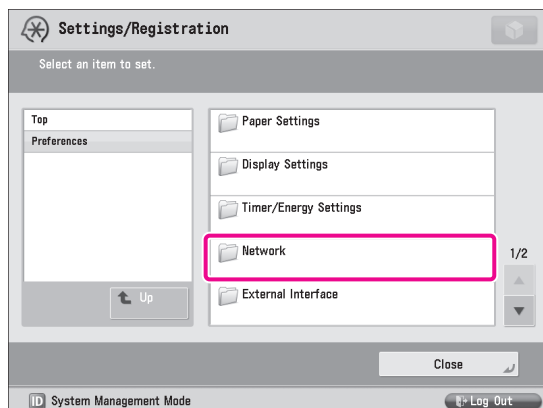 Settings/Registration
Select an item to set.
Top
Preferences
Up
Paper Settings
Display Settings
Timer/Energy Settings
Network
External Interface
1/2
Close
ID System Management Mode
Log Out